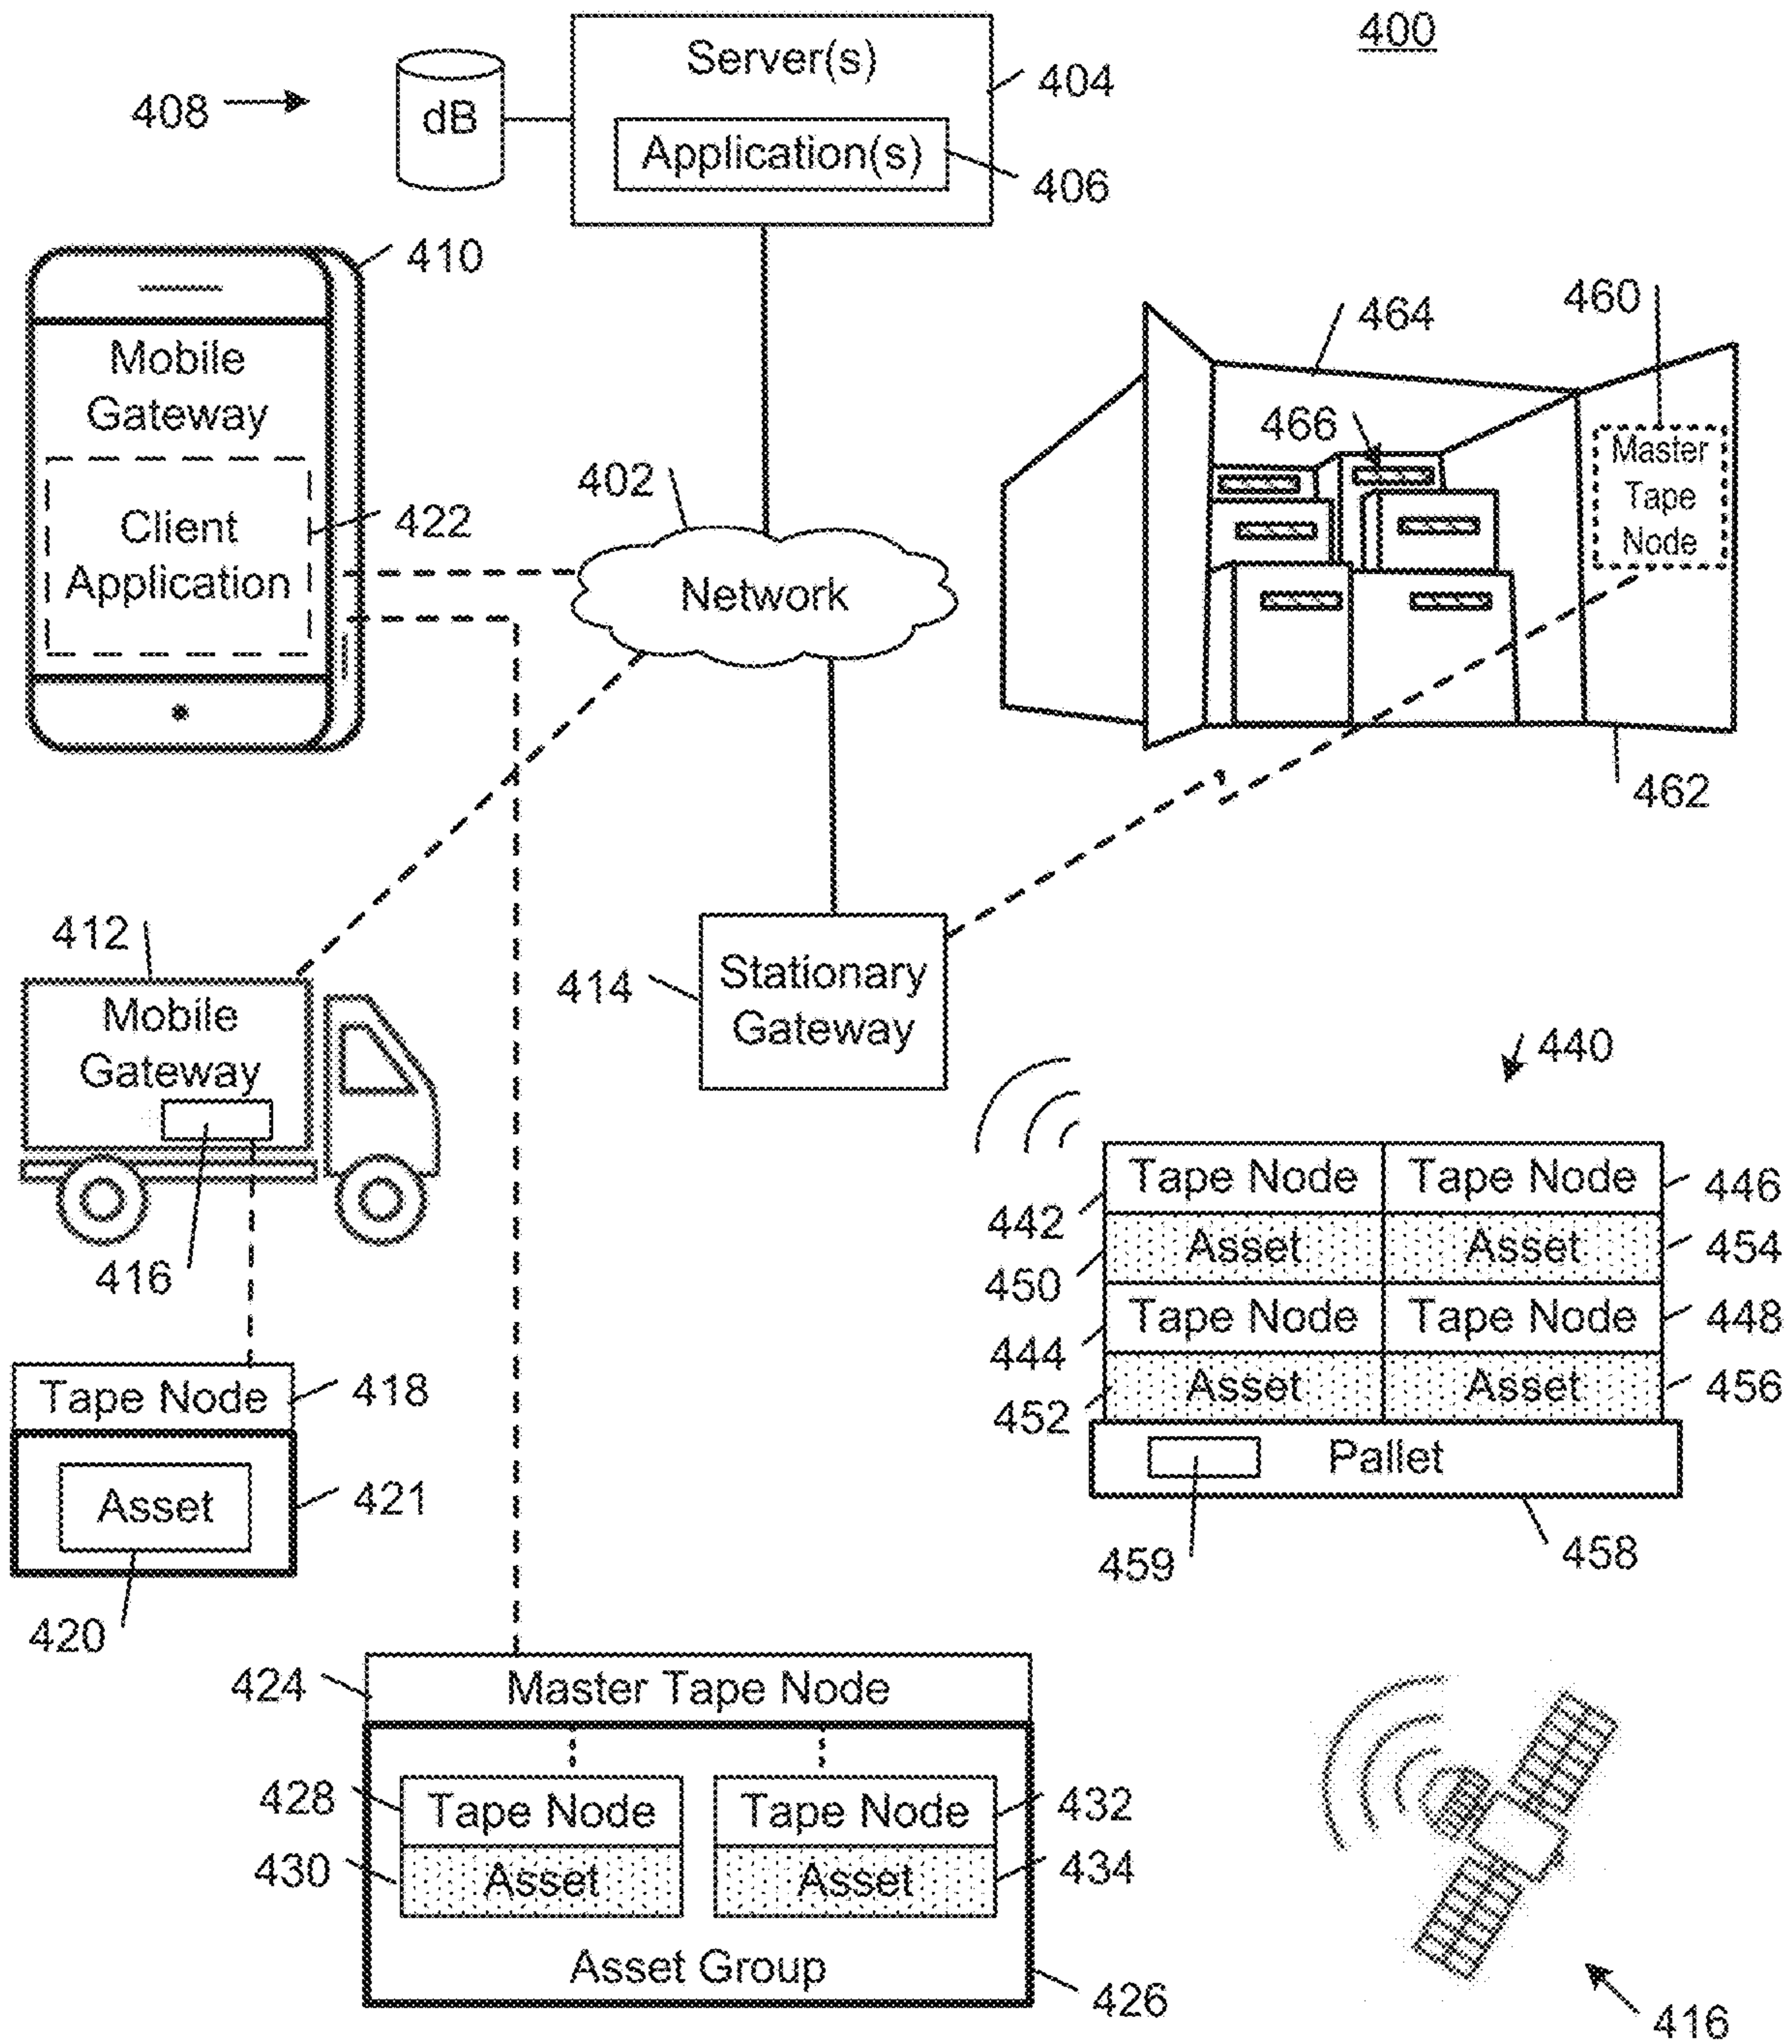 400
Server(s)
404
408
dB
Application(s)
406
410
Mobile
Gateway
Client
Application
422
402
Network
464
460
466
Master
Tape
Node
462
412
Mobile
Gateway
416
414
Stationary
Gateway
440
Tape Node
Tape Node
442
446
Asset
Asset
450
454
Tape Node
Tape Node
444
448
Asset
Asset
452
456
Pallet
459
458
Tape Node
418
Asset
421
420
424
Master Tape Node
428
Tape Node
Tape Node
432
430
Asset
Asset
434
Asset Group
426
416